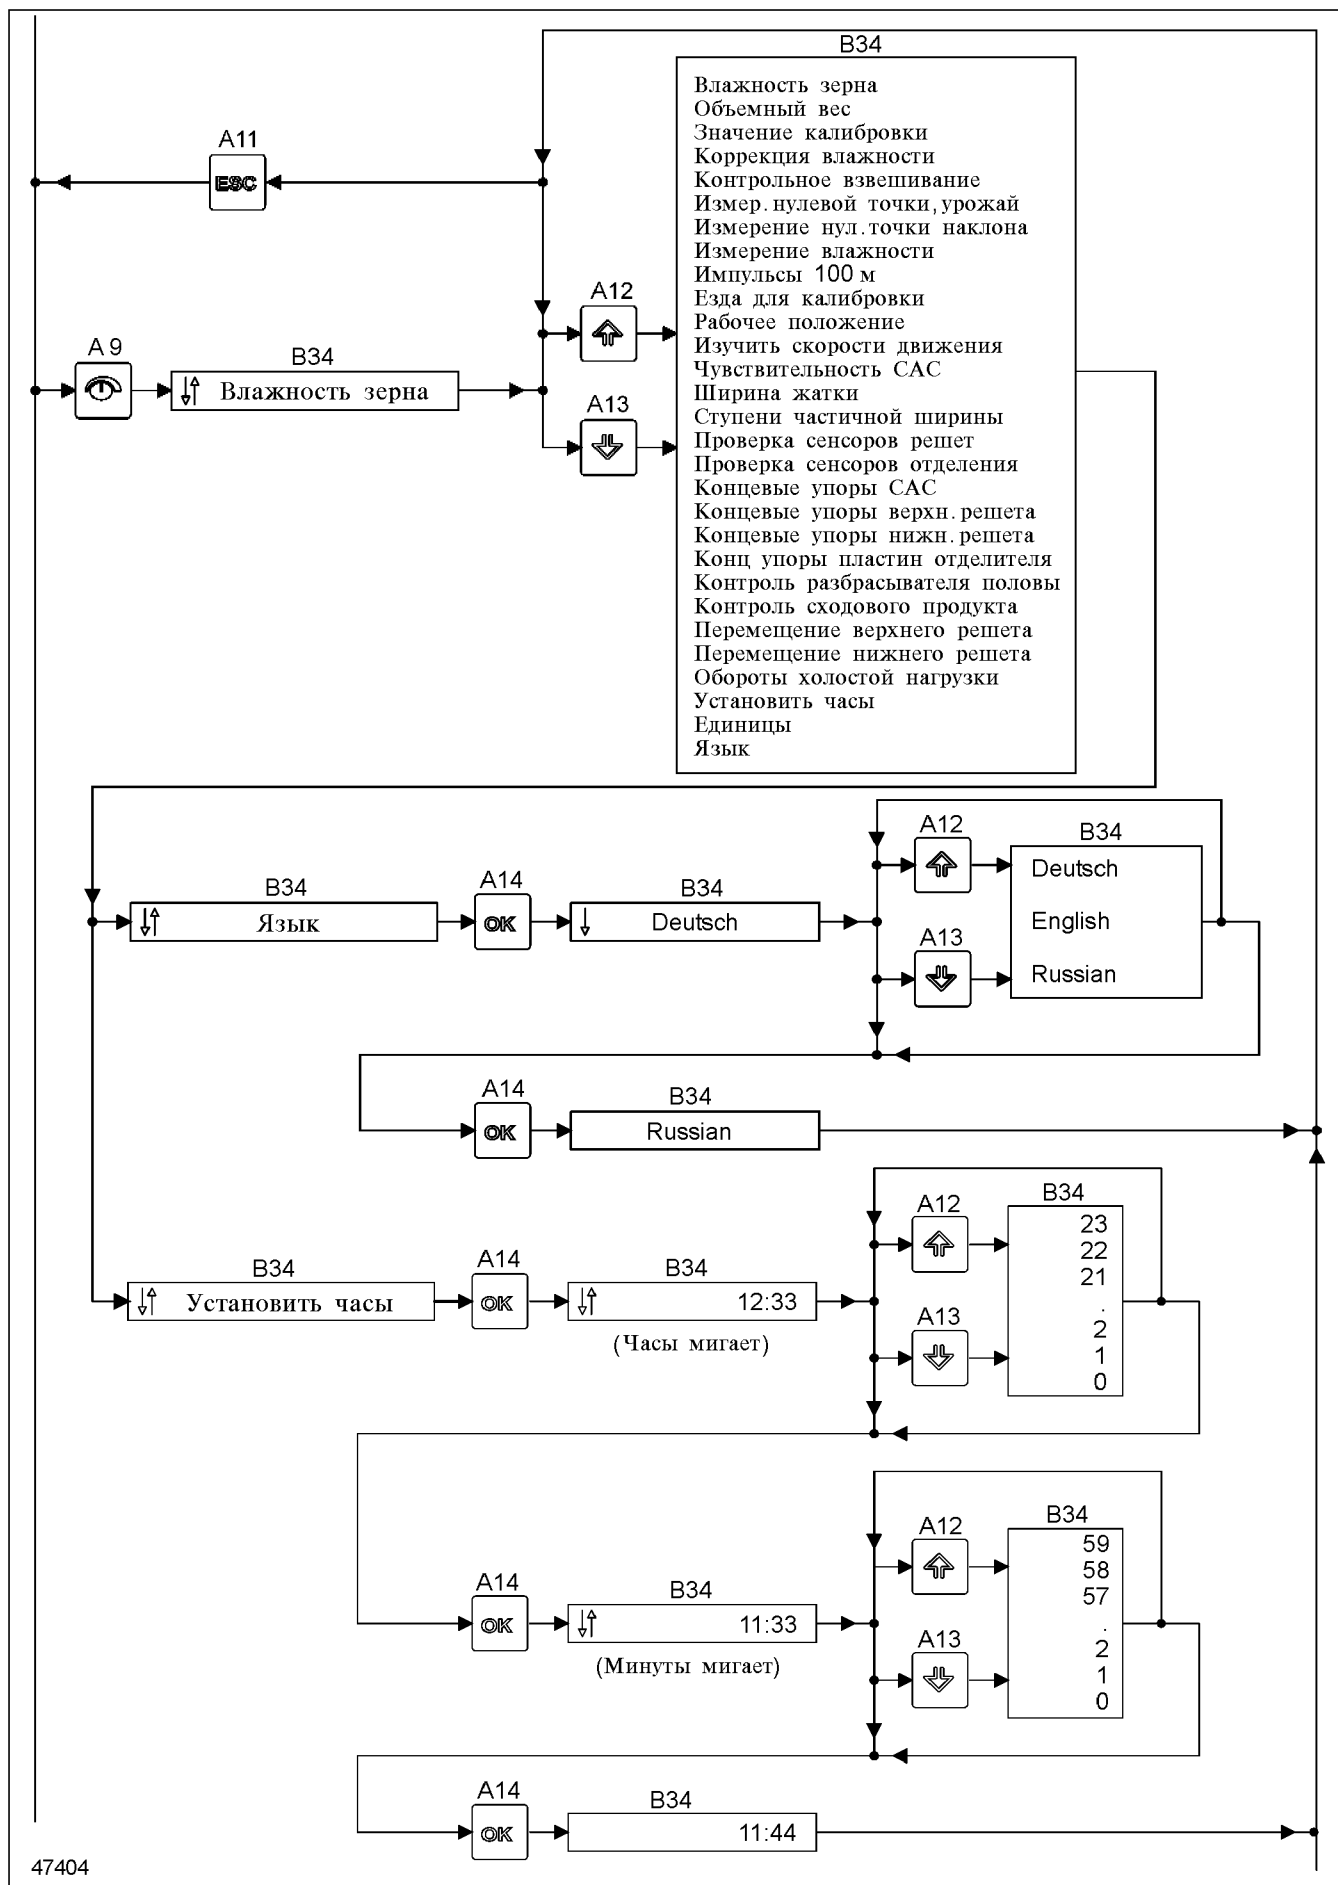 B34
Влажность зерна
Объемный вес
Значение калибровки
Коррекция влажности
Контрольное взвешивание
Измер.нулевой точки,урожай
Измерение нул.точки наклона
Измерение влажности
Импульсы 100 м
Езда для калибровки
Рабочее положение
Изучить скорости движения
Чувствительность САС
Ширина жатки
Ступени частичной ширины
Проверка сенсоров решет
Проверка сенсоров отделения
Концевые упоры САС
Концевые упоры верхн.решета
Концевые упоры нижн.решета
Конц упоры пластин отделителя
Контроль разбрасывателя половы
Контроль сходового продукта
Перемещение верхнего решета
Перемещение нижнего решета
Обороты холостой нагрузки
Установить часы
Единицы
Язык
A11
ESC
A12
A 9
B34
Влажность зерна
A13
B34
Язык
A14
OK
B34
Deutsch
A12
A13
B34
Deutsch
English
Russian
A14
OK
B34
Russian
B34
Установить часы
A14
OK
B34
12:33
(Часы мигает)
A12
A13
B34
23
22
21
.
2
1
0
A14
OK
B34
11:33
(Минуты мигает)
A12
A13
B34
59
58
57
.
2
1
0
A14
OK
B34
11:44
47404